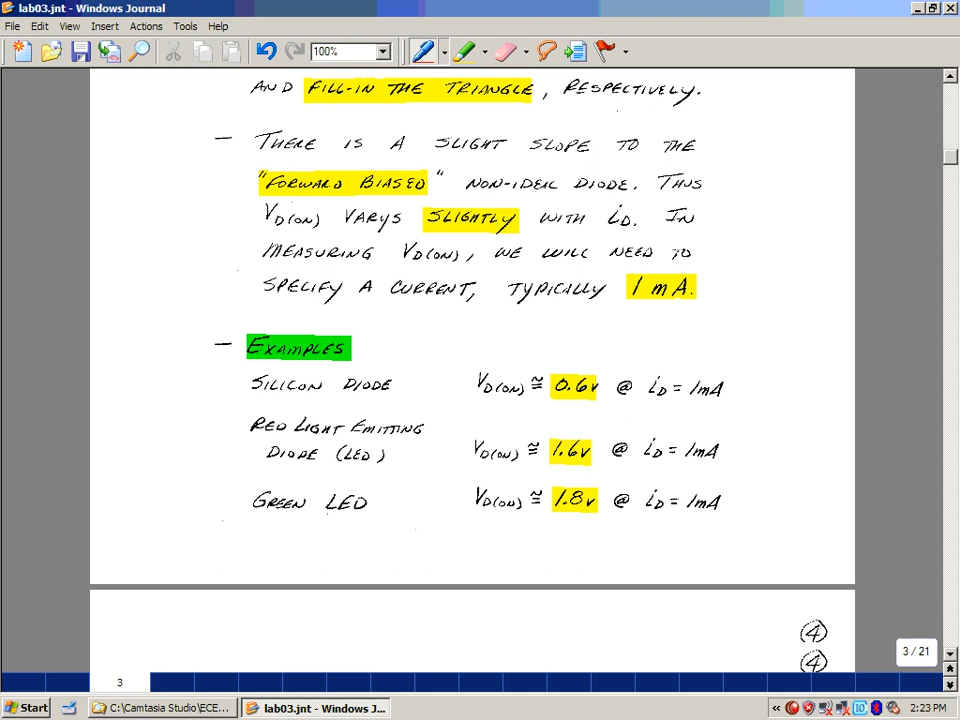 lab03.jnt - Windows Journal
File Edit View Insert Actions Tools Help
100%
AND FILL-IN THE TRIANGLE, RESPECTIVELY.
- THERE IS A SLIGHT SLOPE TO THE
"FORWARD BIASED" NON-IDEAL DIODE. THUS
VD(ON) VARYS SLIGHTLY WITH iD. IN
MEASURING VD(ON), WE WILL NEED TO
SPECIFY A CURRENT, TYPICALLY 1 mA.
- EXAMPLES
SILICON DIODE VD(ON) ≅ 0.6V @ iD = 1mA
RED LIGHT EMITTING
DIODE (LED) VD(ON) ≅ 1.6V @ iD = 1mA
GREEN LED VD(ON) ≅ 1.8V @ iD = 1mA
4
4
3 / 21
3
Start C:\Camtasia Studio\ECE... lab03.jnt - Windows J... 2:23 PM